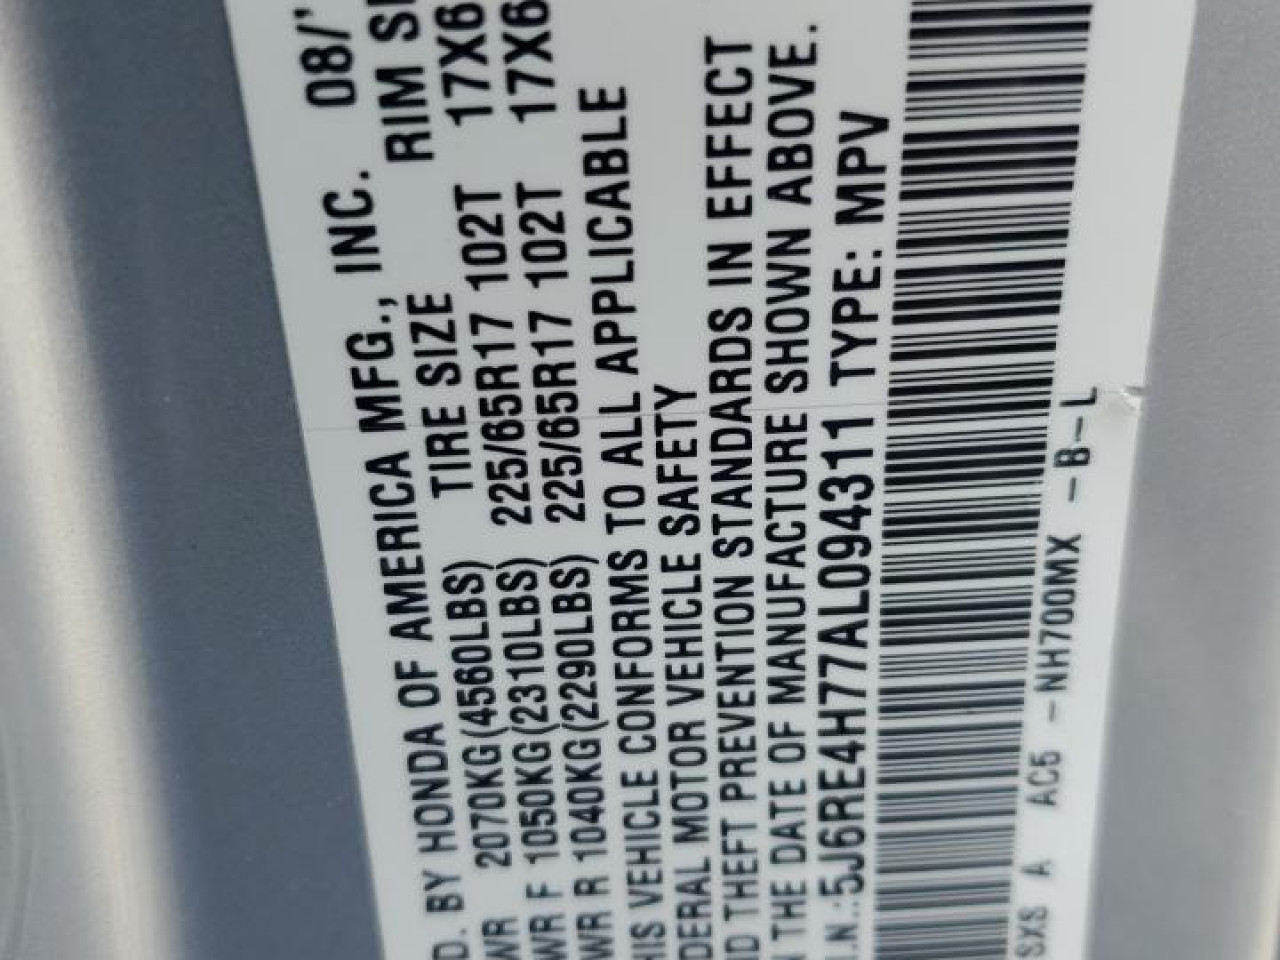 D. BY HONDA OF AMERICA MFG., INC. 08/'
TIRE SIZE RIM SI
WR 2070KG(4560LBS)
WR F 1050KG(2310LBS) 225/65R17 102T 17X6
WR R 1040KG(2290LBS) 225/65R17 102T 17X6
HIS VEHICLE CONFORMS TO ALL APPLICABLE
DERAL MOTOR VEHICLE SAFETY
ND THEFT PREVENTION STANDARDS IN EFFECT
N THE DATE OF MANUFACTURE SHOWN ABOVE.
I.N.:5J6RE4H77AL094311 TYPE: MPV
SXS A AC5 -NH700MX -B-L